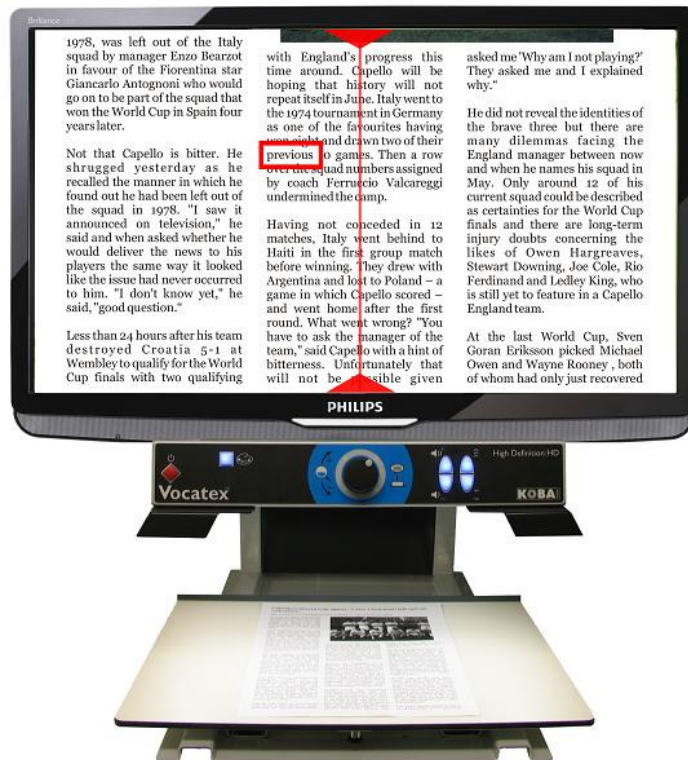 Brilliance
1978, was left out of the Italy
squad by manager Enzo Bearzot
in favour of the Fiorentina star
Giancarlo Antognoni who would
go on to be part of the squad that
won the World Cup in Spain four
years later.
Not that Capello is bitter. He
shrugged yesterday as he
recalled the manner in which he
found out he had been left out of
the squad in 1978. "I saw it
announced on television," he
said and when asked whether he
would deliver the news to his
players the same way it looked
like the issue had never occurred
to him. "I don't know yet," he
said, "good question."
Less than 24 hours after his team
destroyed Croatia 5-1 at
Wembley to qualify for the World
Cup finals with two qualifying
with England's progress this
time around. Capello will be
hoping that history will not
repeat itself in June. Italy went to
the 1974 tournament in Germany
as one of the favourites having
won eight and drawn two of their
previous games. Then a row
over the squad numbers assigned
by coach Ferruccio Valcareggi
undermined the camp.
Having not conceded in 12
matches, Italy went behind to
Haiti in the first group match
before winning. They drew with
Argentina and lost to Poland – a
game in which Capello scored –
and went home after the first
round. What went wrong? "You
have to ask the manager of the
team," said Capello with a hint of
bitterness. Unfortunately that
will not be possible given
asked me 'Why am I not playing?'
They asked me and I explained
why."
He did not reveal the identities of
the brave three but there are
many dilemmas facing the
England manager between now
and when he names his squad in
May. Only around 12 of his
current squad could be described
as certainties for the World Cup
finals and there are long-term
injury doubts concerning the
likes of Owen Hargreaves,
Stewart Downing, Joe Cole, Rio
Ferdinand and Ledley King, who
is still yet to feature in a Capello
England team.
At the last World Cup, Sven
Goran Eriksson picked Michael
Owen and Wayne Rooney , both
of whom had only just recovered
PHILIPS
High Definition:HD
Vocatex
KOBA